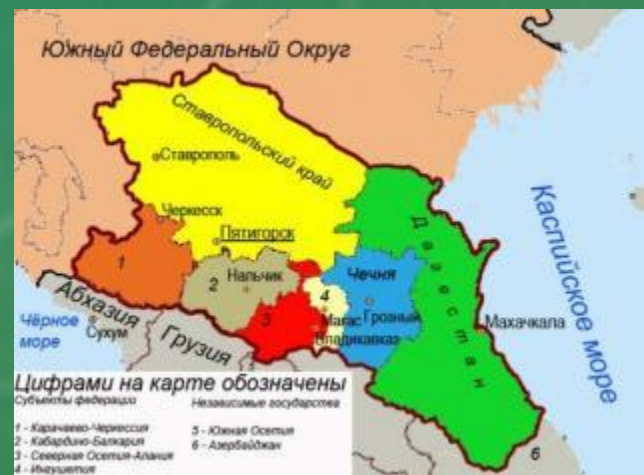 Южный Федеральный Округ
Ставропольский край
Ставрополь
Черкесск
Пятигорск
1
2
Нальчик
3
4
Чечня
Грозный
Магас
Владикавказ
Дагестан
Махачкала
Каспийское море
Абхазия
Чёрное
море
Сухум
Грузия
6
Цифрами на карте обозначены
Субъекты федерации
Независимые государства
1 - Карачаево-Черкессия
2 - Кабардино-Балкария
3 - Северная Осетия-Алания
4 - Ингушетия
5 - Южная Осетия
6 - Азербайджан